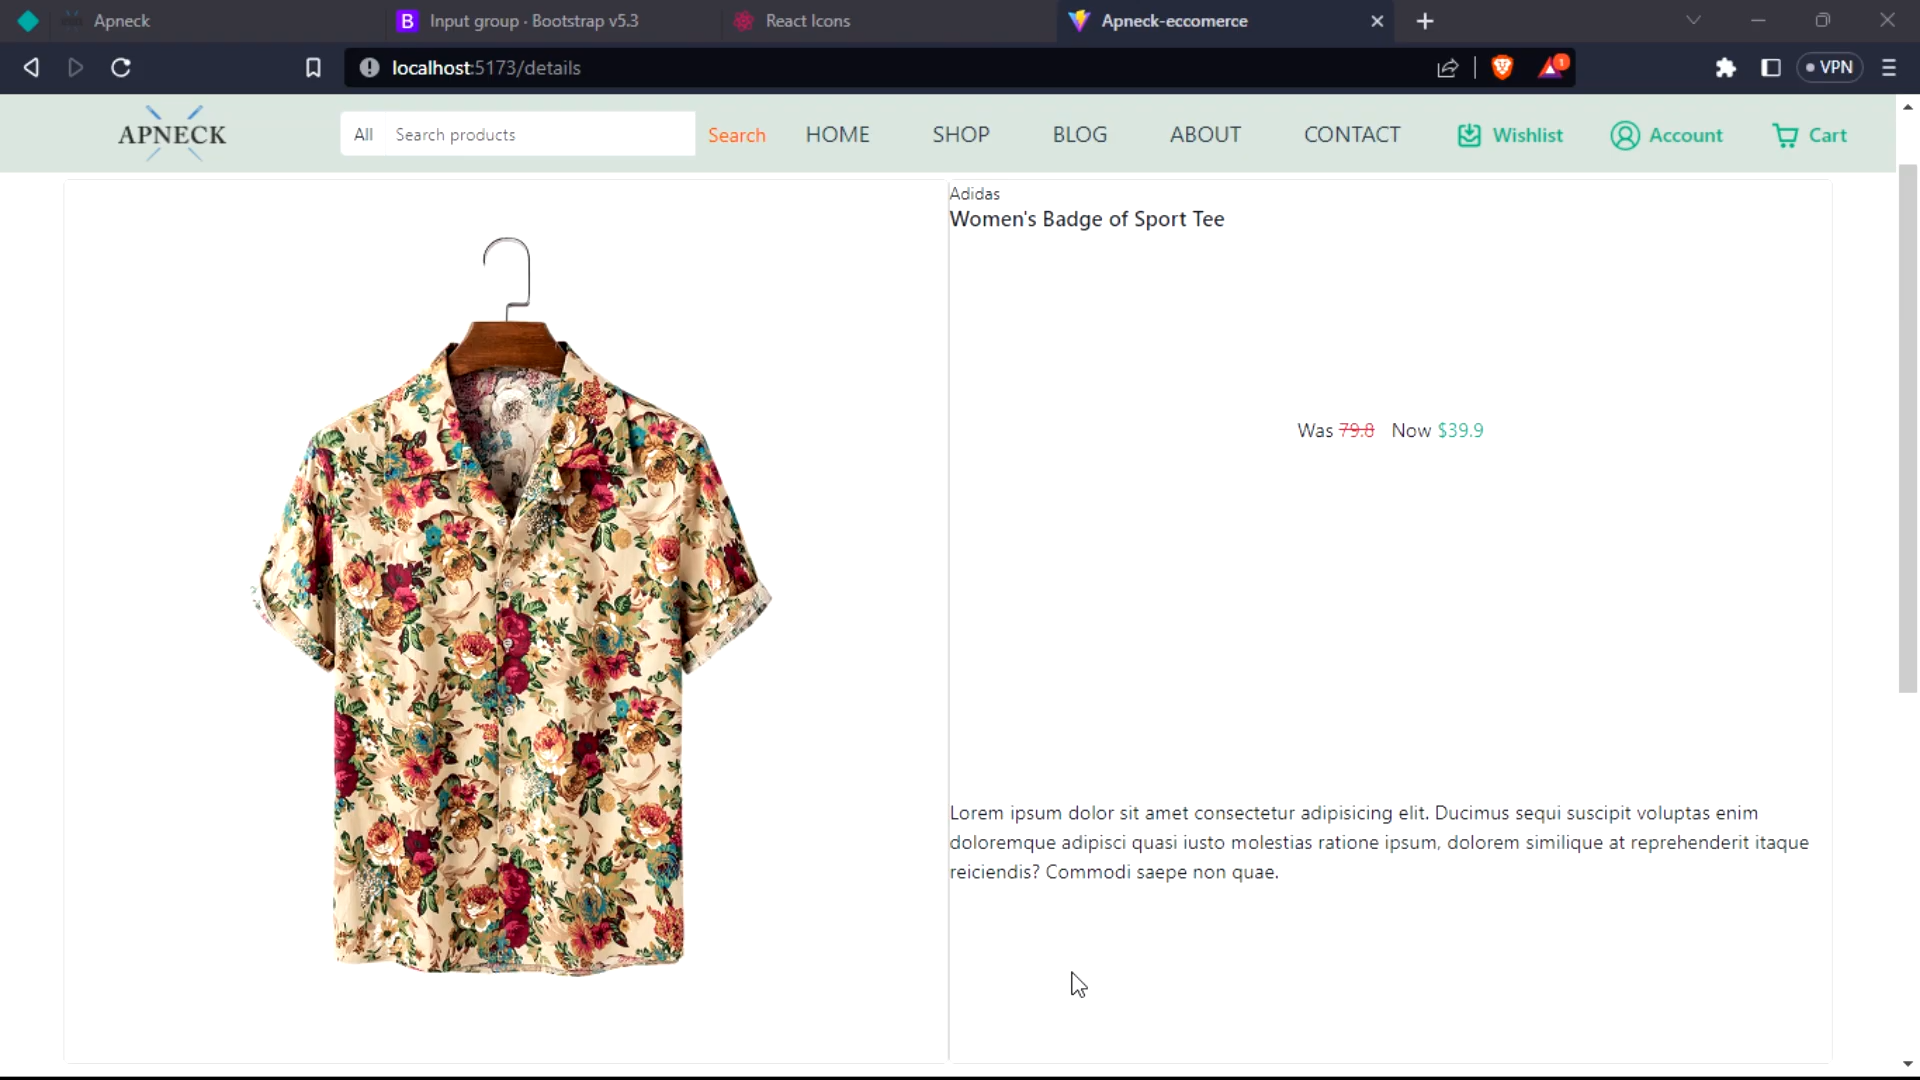 Apneck
Input group · Bootstrap v5.3
React Icons
Apneck-eccomerce
localhost:5173/details
1
VPN
APNECK
All
Search products
Search
HOME
SHOP
BLOG
ABOUT
CONTACT
Wishlist
Account
Cart
Adidas
Women's Badge of Sport Tee
Was 79.8 Now $39.9
Lorem ipsum dolor sit amet consectetur adipisicing elit. Ducimus sequi suscipit voluptas enim
doloremque adipisci quasi iusto molestias ratione ipsum, dolorem similique at reprehenderit itaque
reiciendis? Commodi saepe non quae.